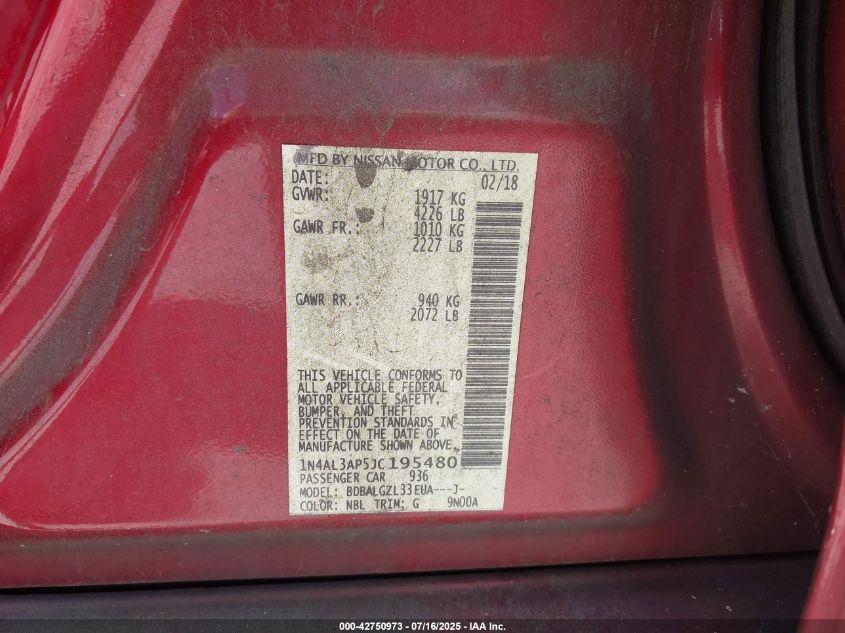 MFD BY NISSAN MOTOR CO., LTD.
DATE: 02/18
GVWR: 1917 KG
4226 LB
GAWR FR.: 1010 KG
2227 LB
GAWR RR.: 940 KG
2072 LB
THIS VEHICLE CONFORMS TO
ALL APPLICABLE FEDERAL
MOTOR VEHICLE SAFETY,
BUMPER, AND THEFT
PREVENTION STANDARDS IN
EFFECT ON THE DATE OF
MANUFACTURE SHOWN ABOVE.
1N4AL3AP5JC195480
PASSENGER CAR 936
MODEL: BDBALGZL33EUA---J-
COLOR: NBL TRIM: G 9N00A
000-42750973 - 07/16/2025 - IAA Inc.